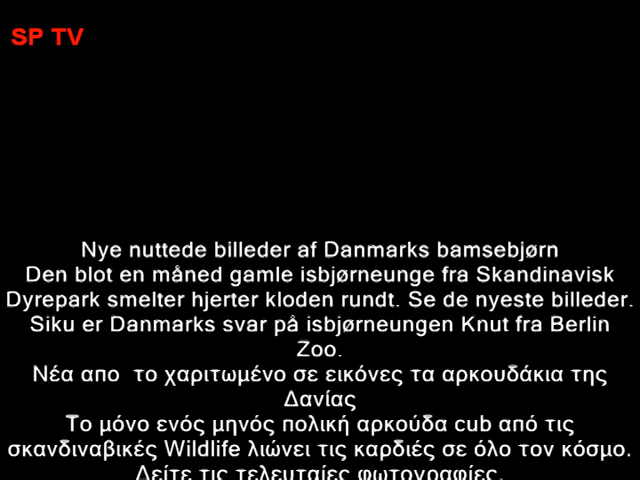 SP TV
Nye nuttede billeder af Danmarks bamsebjørn
Den blot en måned gamle isbjørneunge fra Skandinavisk
Dyrepark smelter hjerter kloden rundt. Se de nyeste billeder.
Siku er Danmarks svar på isbjørneungen Knut fra Berlin
Zoo.
Νέα απο  το χαριτωμένο σε εικόνες τα αρκουδάκια της
Δανίας
Το μόνο ενός μηνός πολική αρκούδα cub από τις
σκανδιναβικές Wildlife λιώνει τις καρδιές σε όλο τον κόσμο.
Δείτε τις τελευταίες φωτογραφίες.